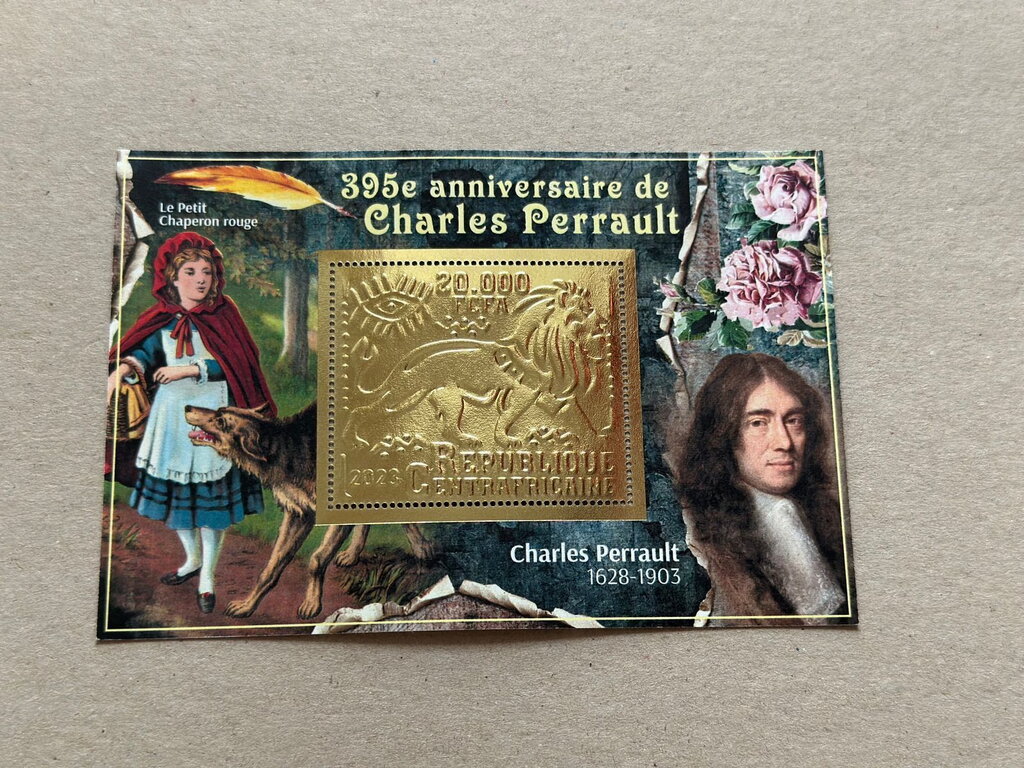 395e anniversaire de
Charles Perrault
Le Petit
Chaperon rouge
20.000
FCFA
2023
REPUBLIQUE
CENTRAFRICAINE
Charles Perrault
1628-1903